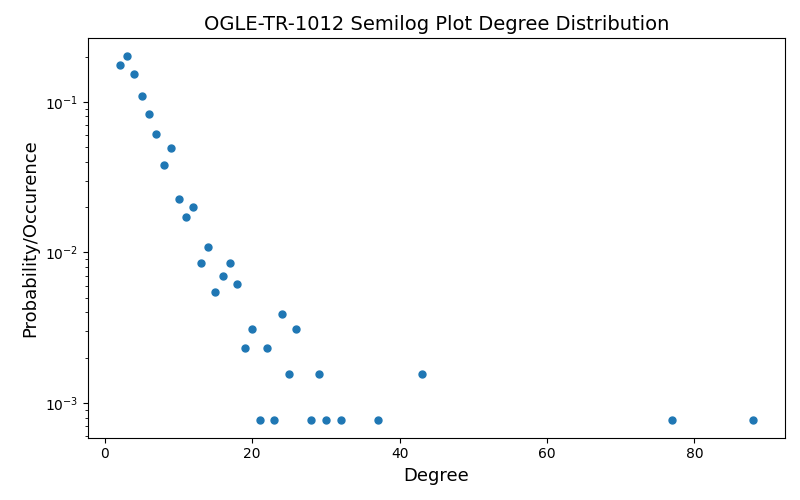 OGLE-TR-1012 Semilog Plot Degree Distribution
Probability/Occurence
10⁻¹
10⁻²
10⁻³
0 20 40 60 80
Degree